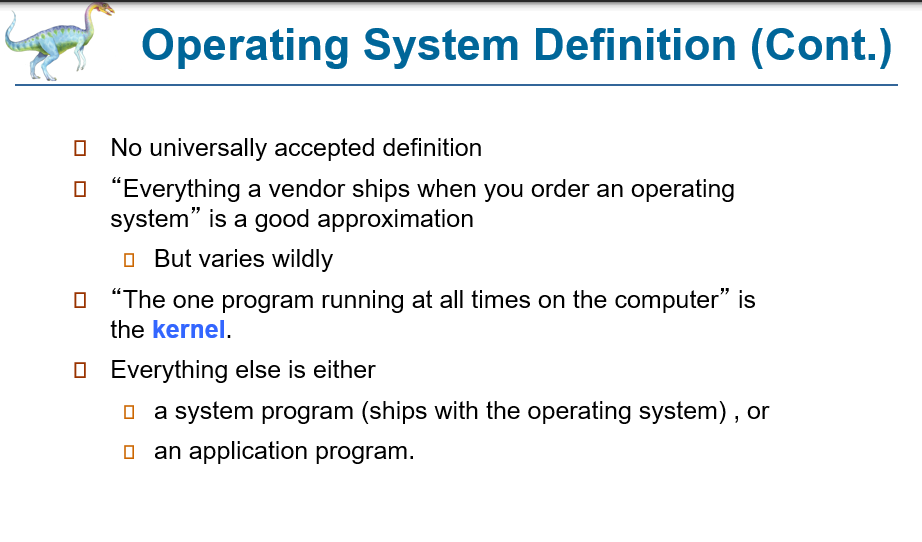 Operating System Definition (Cont.)
No universally accepted definition
“Everything a vendor ships when you order an operating
system” is a good approximation
But varies wildly
“The one program running at all times on the computer” is
the kernel.
Everything else is either
a system program (ships with the operating system) , or
an application program.